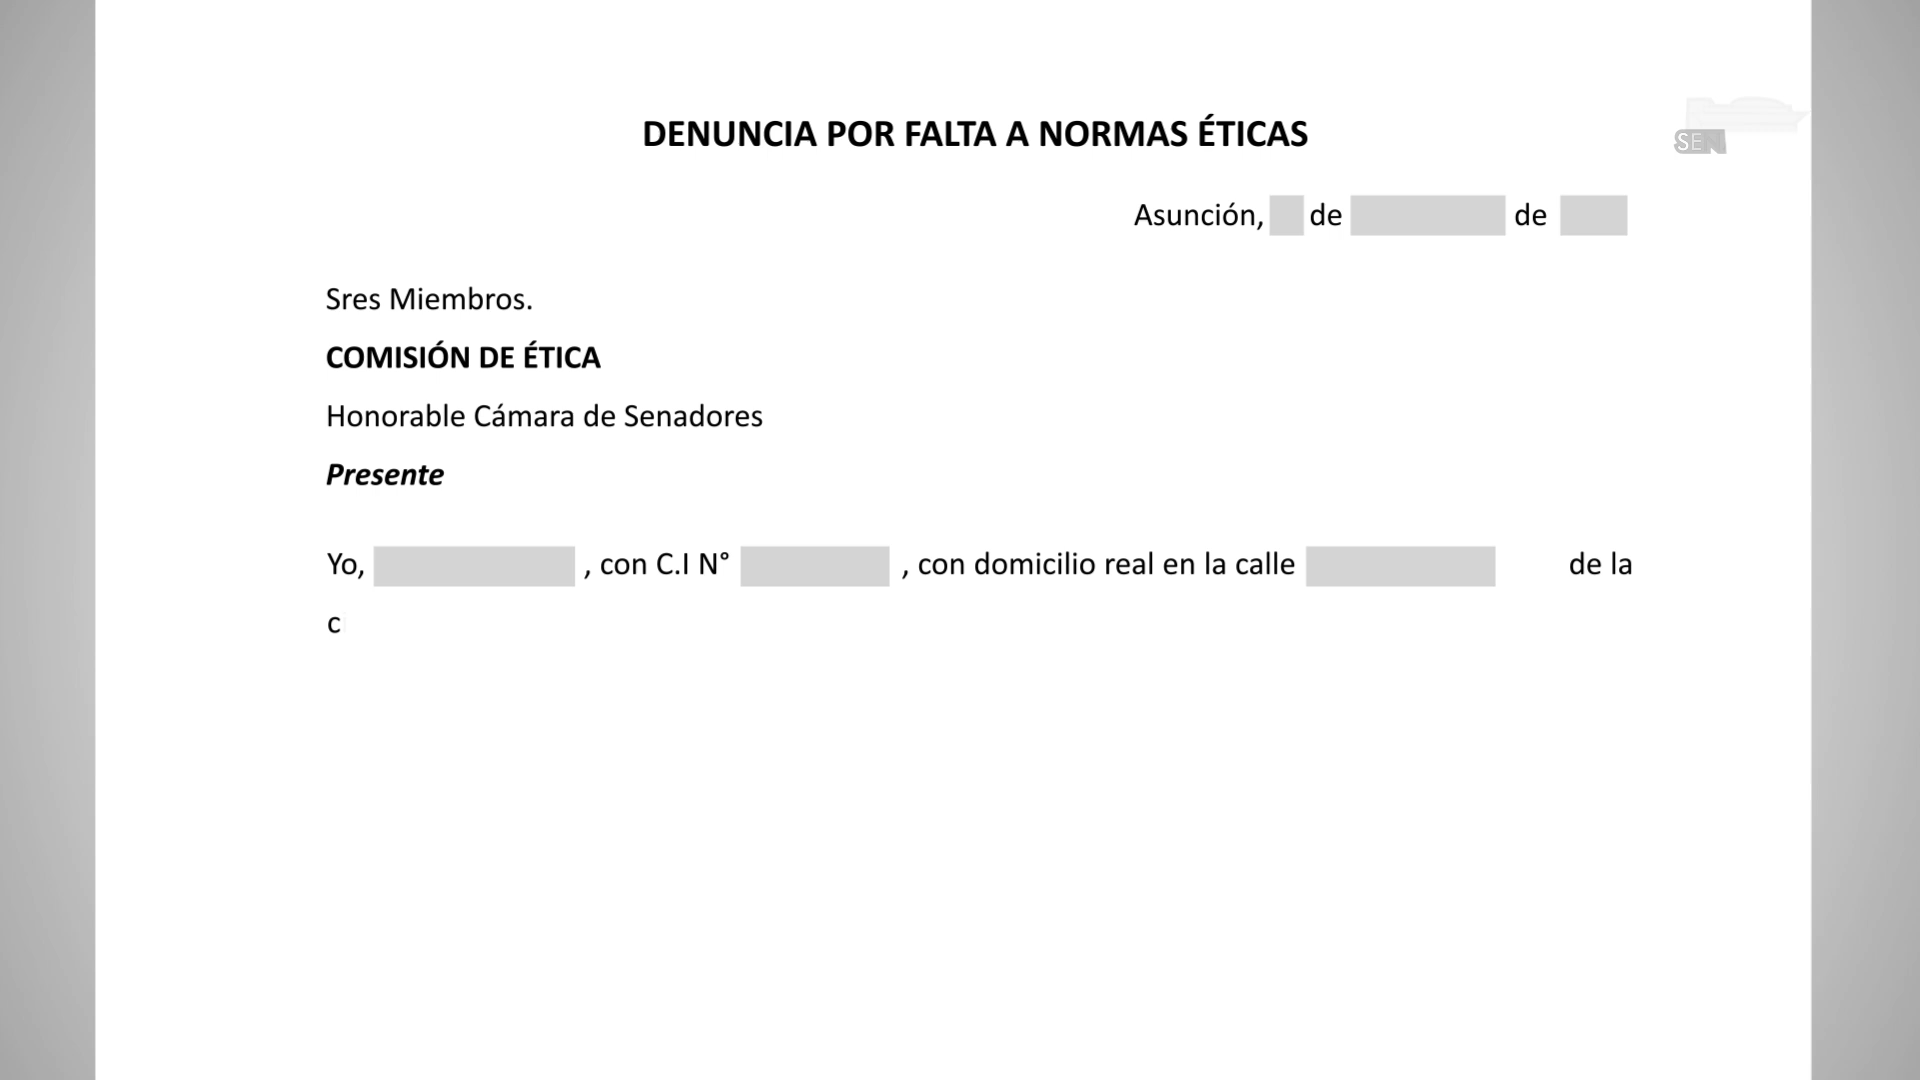 DENUNCIA POR FALTA A NORMAS ÉTICAS
SEN
Asunción, de de
Sres Miembros.
COMISIÓN DE ÉTICA
Honorable Cámara de Senadores
Presente
Yo, , con C.I N° , con domicilio real en la calle de la
c